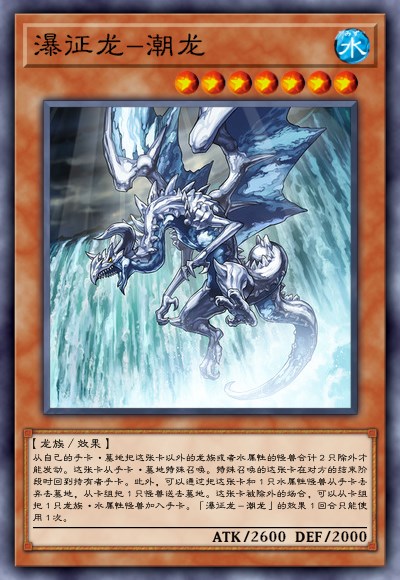 瀑征龙-潮龙
水
【龙族／效果】
从自己的手卡·墓地把这张卡以外的龙族或者水属性的怪兽合计２只除外才
能发动。这张卡从手卡·墓地特殊召唤。特殊召唤的这张卡在对方的结束阶
段时回到持有者手卡。此外，可以通过把这张卡和１只水属性怪兽从手卡丢
弃去墓地，从卡组把１只怪兽送去墓地。这张卡被除外的场合，可以从卡组
把１只龙族·水属性怪兽加入手卡。「瀑征龙－潮龙」的效果１回合只能使
用１次。
ATK/2600 DEF/2000